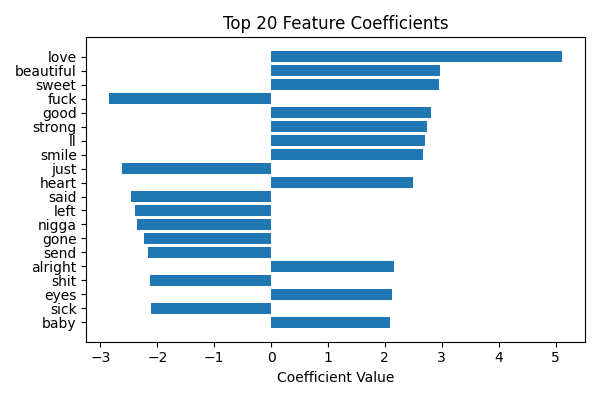 Top 20 Feature Coefficients
love
beautiful
sweet
fuck
good
strong
ll
smile
just
heart
said
left
nigga
gone
send
alright
shit
eyes
sick
baby
−3 −2 −1 0 1 2 3 4 5
Coefficient Value